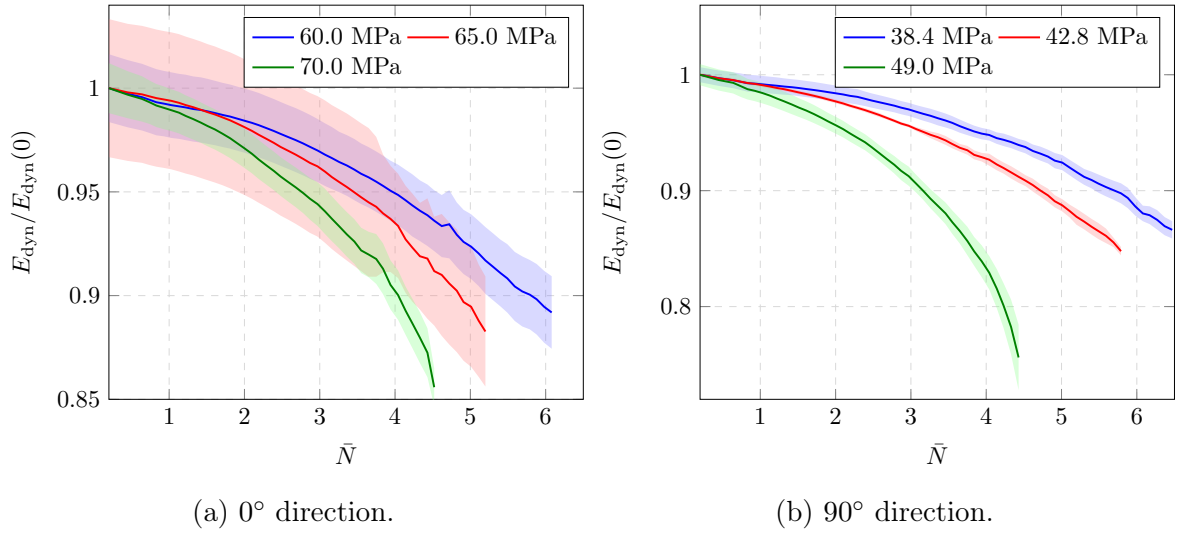 60.0 MPa 65.0 MPa
70.0 MPa
1
0.95
0.9
0.85
E_dyn/E_dyn(0)
1 2 3 4 5 6
N̄
(a) 0° direction.
38.4 MPa 42.8 MPa
49.0 MPa
1
0.9
0.8
E_dyn/E_dyn(0)
1 2 3 4 5 6
N̄
(b) 90° direction.